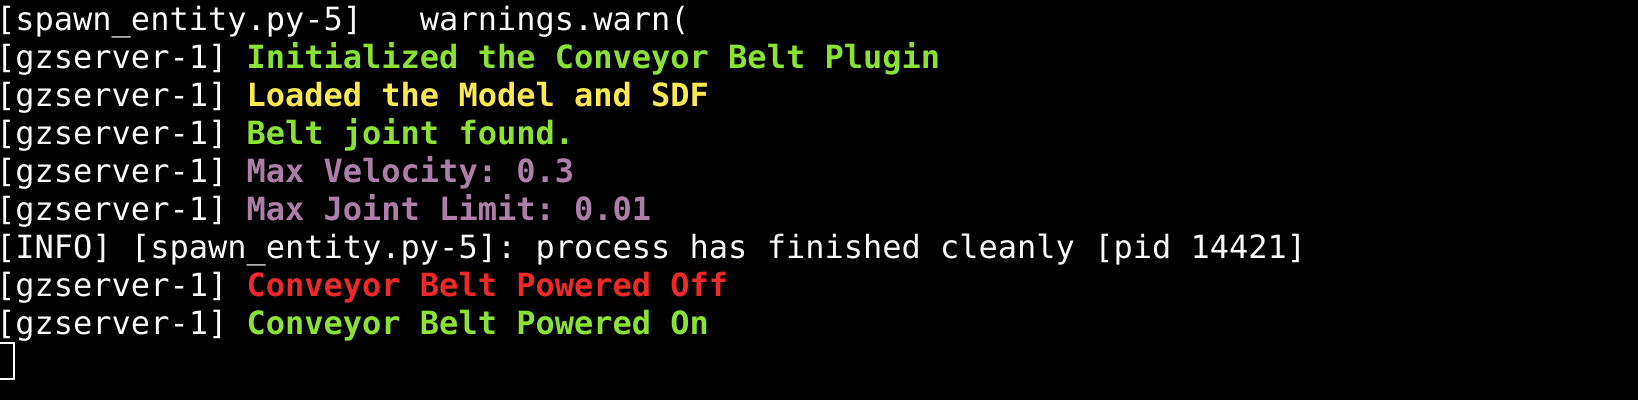 [spawn_entity.py-5]   warnings.warn(
[gzserver-1] Initialized the Conveyor Belt Plugin
[gzserver-1] Loaded the Model and SDF
[gzserver-1] Belt joint found.
[gzserver-1] Max Velocity: 0.3
[gzserver-1] Max Joint Limit: 0.01
[INFO] [spawn_entity.py-5]: process has finished cleanly [pid 14421]
[gzserver-1] Conveyor Belt Powered Off
[gzserver-1] Conveyor Belt Powered On